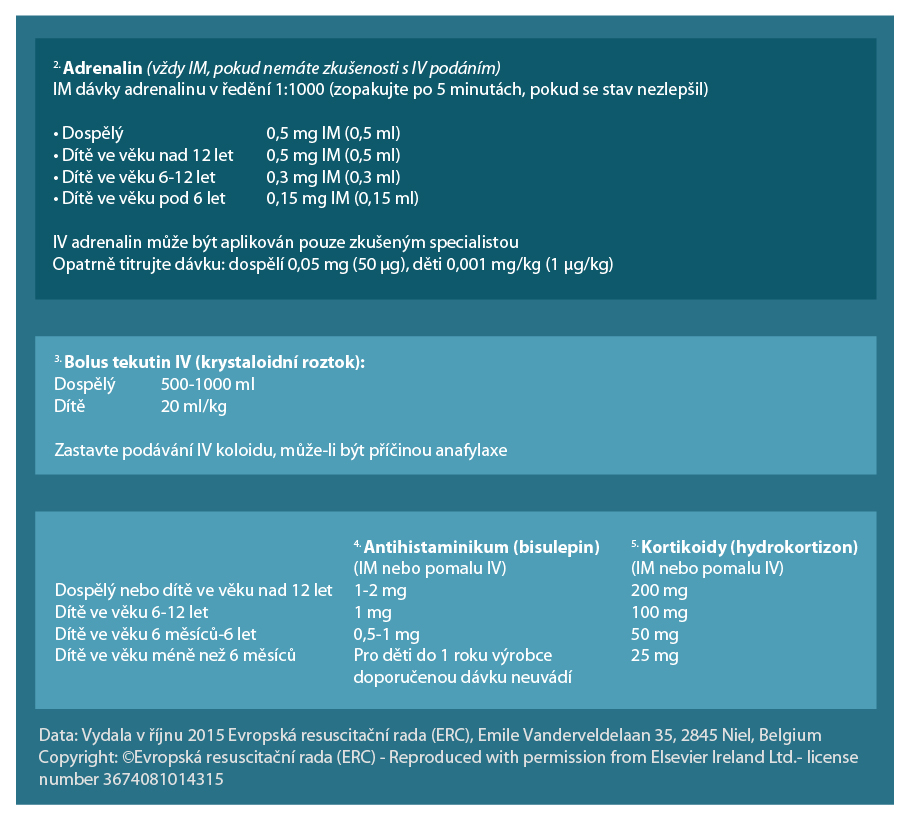 2. Adrenalin (vždy IM, pokud nemáte zkušenosti s IV podáním)
IM dávky adrenalinu v ředění 1:1000 (zopakujte po 5 minutách, pokud se stav nezlepšil)
• Dospělý 0,5 mg IM (0,5 ml)
• Dítě ve věku nad 12 let 0,5 mg IM (0,5 ml)
• Dítě ve věku 6-12 let 0,3 mg IM (0,3 ml)
• Dítě ve věku pod 6 let 0,15 mg IM (0,15 ml)
IV adrenalin může být aplikován pouze zkušeným specialistou
Opatrně titrujte dávku: dospělí 0,05 mg (50 µg), děti 0,001 mg/kg (1 µg/kg)
3. Bolus tekutin IV (krystaloidní roztok):
Dospělý 500-1000 ml
Dítě 20 ml/kg
Zastavte podávání IV koloidu, může-li být příčinou anafylaxe
4. Antihistaminikum (bisulepin) 5. Kortikoidy (hydrokortizon)
(IM nebo pomalu IV) (IM nebo pomalu IV)
Dospělý nebo dítě ve věku nad 12 let 1-2 mg 200 mg
Dítě ve věku 6-12 let 1 mg 100 mg
Dítě ve věku 6 měsíců-6 let 0,5-1 mg 50 mg
Dítě ve věku méně než 6 měsíců Pro děti do 1 roku výrobce 25 mg
doporučenou dávku neuvádí
Data: Vydala v říjnu 2015 Evropská resuscitační rada (ERC), Emile Vanderveldelaan 35, 2845 Niel, Belgium
Copyright: ©Evropská resuscitační rada (ERC) - Reproduced with permission from Elsevier Ireland Ltd.- license
number 3674081014315